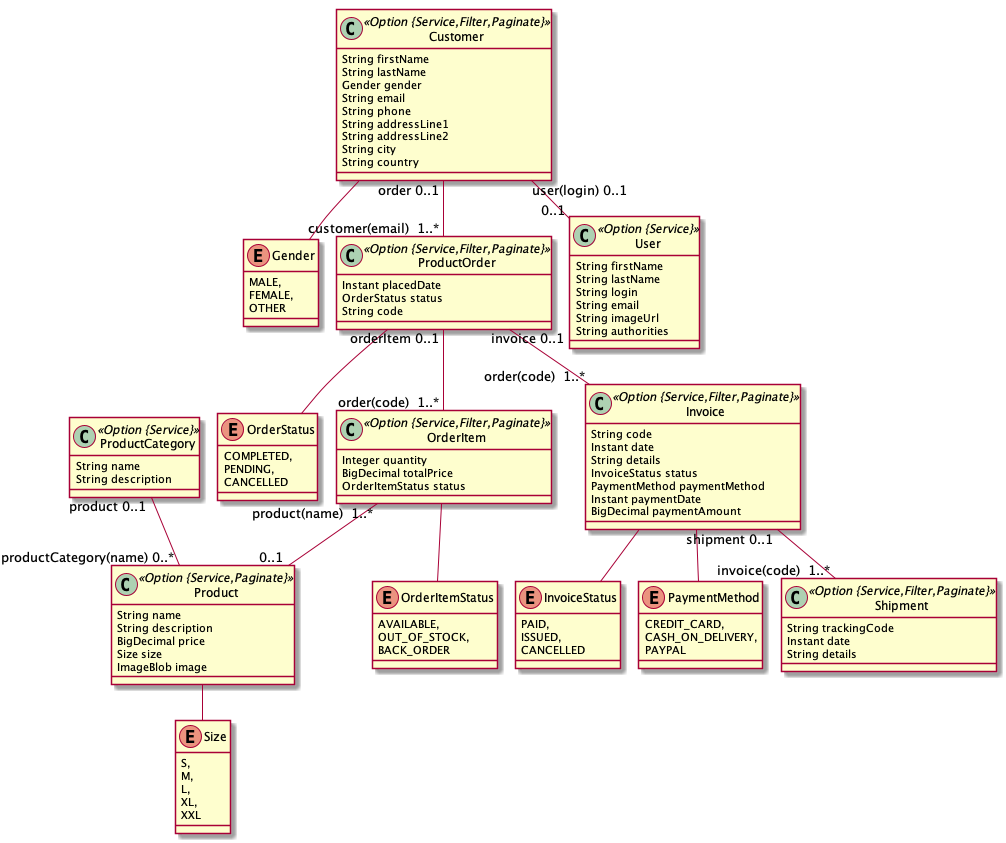 C «Option {Service,Filter,Paginate}»
Customer
String firstName
String lastName
Gender gender
String email
String phone
String addressLine1
String addressLine2
String city
String country
order 0..1
user(login) 0..1
customer(email) 1..*
0..1
E Gender
MALE,
FEMALE,
OTHER
C «Option {Service,Filter,Paginate}»
ProductOrder
Instant placedDate
OrderStatus status
String code
C «Option {Service}»
User
String firstName
String lastName
String login
String email
String imageUrl
String authorities
orderItem 0..1
invoice 0..1
order(code) 1..*
order(code) 1..*
C «Option {Service}»
ProductCategory
String name
String description
E OrderStatus
COMPLETED,
PENDING,
CANCELLED
C «Option {Service,Filter,Paginate}»
OrderItem
Integer quantity
BigDecimal totalPrice
OrderItemStatus status
C «Option {Service,Filter,Paginate}»
Invoice
String code
Instant date
String details
InvoiceStatus status
PaymentMethod paymentMethod
Instant paymentDate
BigDecimal paymentAmount
product 0..1
product(name) 1..*
shipment 0..1
productCategory(name) 0..*
0..1
invoice(code) 1..*
C «Option {Service,Paginate}»
Product
String name
String description
BigDecimal price
Size size
ImageBlob image
E OrderItemStatus
AVAILABLE,
OUT_OF_STOCK,
BACK_ORDER
E InvoiceStatus
PAID,
ISSUED,
CANCELLED
E PaymentMethod
CREDIT_CARD,
CASH_ON_DELIVERY,
PAYPAL
C «Option {Service,Filter,Paginate}»
Shipment
String trackingCode
Instant date
String details
E Size
S,
M,
L,
XL,
XXL